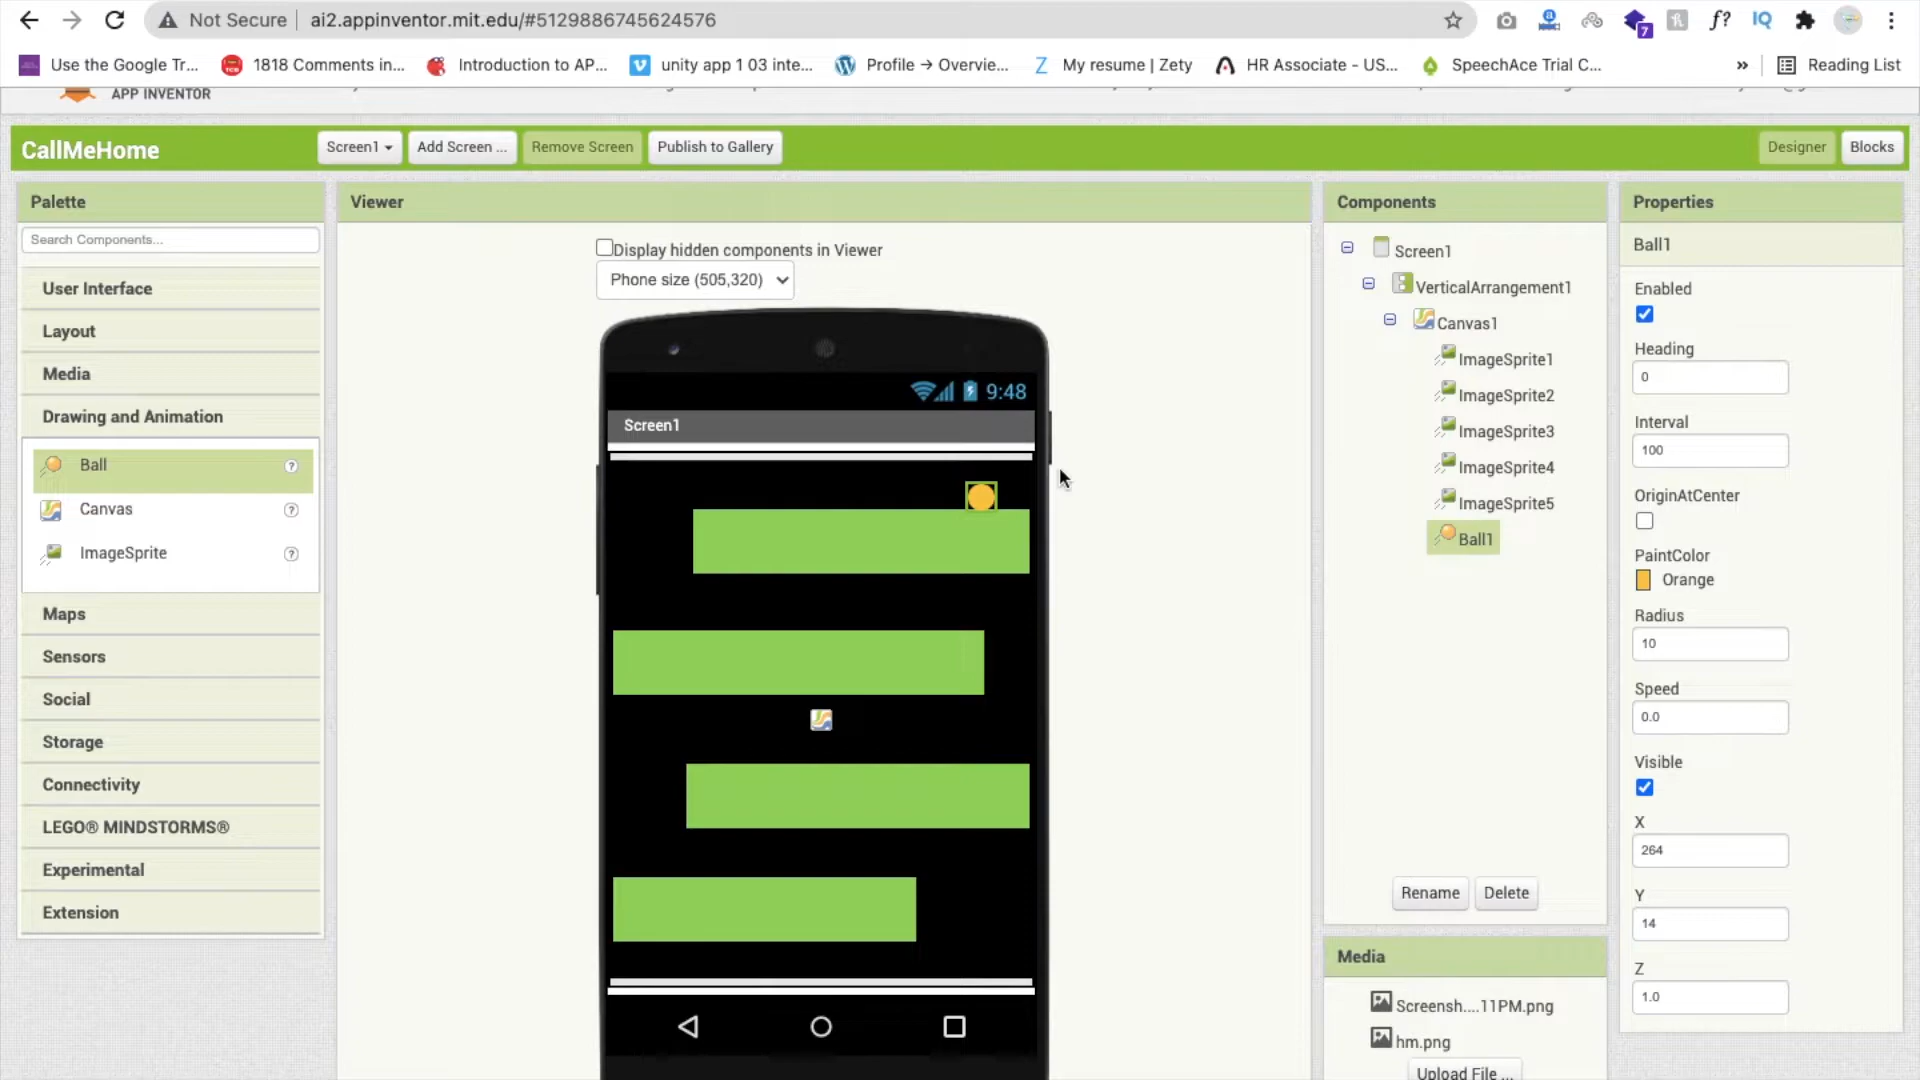 Not Secure
ai2.appinventor.mit.edu/#5129886745624576
7
f?
IQ
Use the Google Tr...
1818 Comments in...
Introduction to AP...
unity app 1 03 inte...
Profile → Overvie...
My resume | Zety
HR Associate - US...
SpeechAce Trial C...
»
Reading List
APP INVENTOR
CallMeHome
Screen1
Add Screen ...
Remove Screen
Publish to Gallery
Designer
Blocks
Palette
Search Components...
User Interface
Layout
Media
Drawing and Animation
Ball
?
Canvas
?
ImageSprite
?
Maps
Sensors
Social
Storage
Connectivity
LEGO® MINDSTORMS®
Experimental
Extension
Viewer
Display hidden components in Viewer
Phone size (505,320)
9:48
Screen1
Components
Screen1
VerticalArrangement1
Canvas1
ImageSprite1
ImageSprite2
ImageSprite3
ImageSprite4
ImageSprite5
Ball1
Rename
Delete
Media
Screensh....11PM.png
hm.png
Upload File ...
Properties
Ball1
Enabled
Heading
0
Interval
100
OriginAtCenter
PaintColor
Orange
Radius
10
Speed
0.0
Visible
X
264
Y
14
Z
1.0